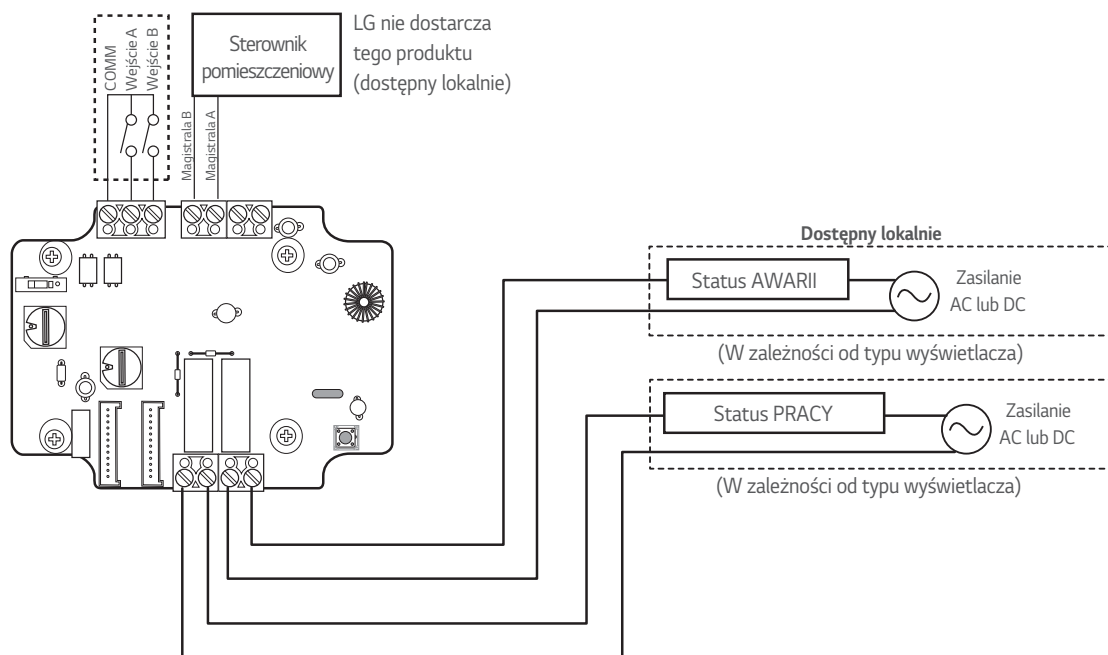 COMM
Wejście A
Wejście B
Sterownik
pomieszczeniowy
LG nie dostarcza
tego produktu
(dostępny lokalnie)
Magistrala B
Magistrala A
Dostępny lokalnie
Status AWARII
Zasilanie
AC lub DC
(W zależności od typu wyświetlacza)
Status PRACY
Zasilanie
AC lub DC
(W zależności od typu wyświetlacza)